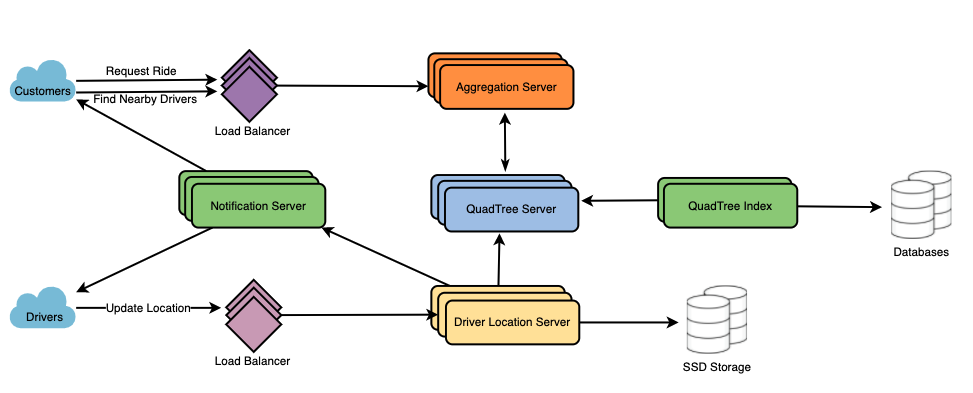 Request Ride
Customers
Find Nearby Drivers
Load Balancer
Aggregation Server
Notification Server
QuadTree Server
QuadTree Index
Databases
Update Location
Drivers
Load Balancer
Driver Location Server
SSD Storage